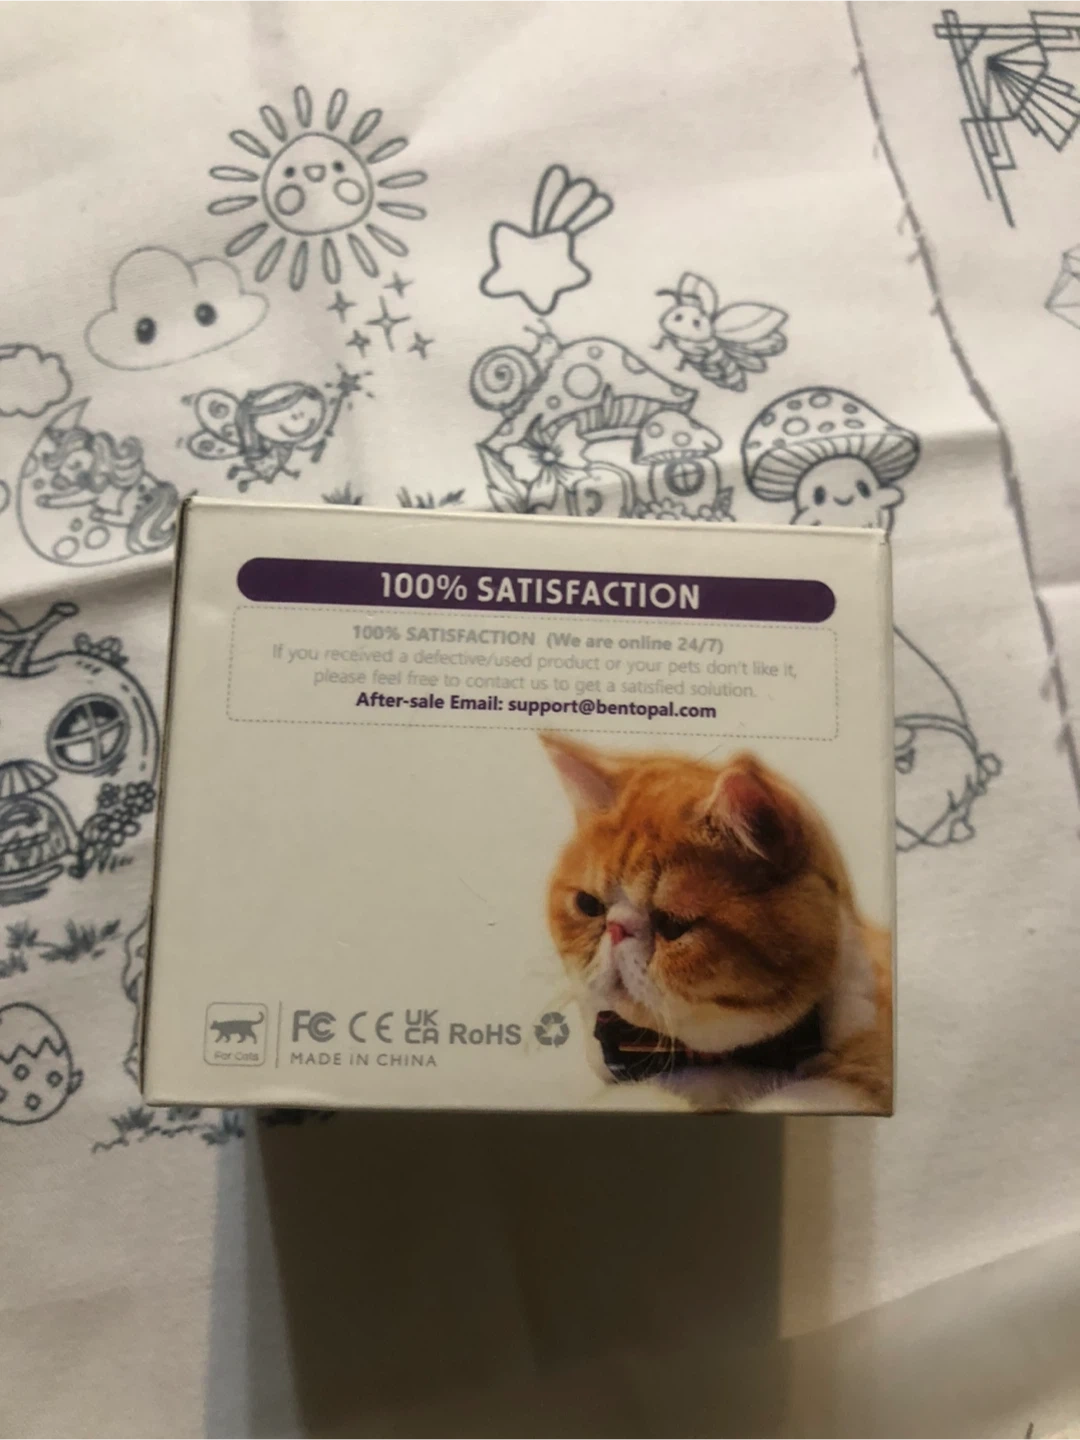 100% SATISFACTION
100% SATISFACTION (We are online 24/7)
If you received a defective/used product or your pets don't like it,
please feel free to contact us to get a satisfied solution.
After-sale Email: support@bentopal.com
For Cats
FC CE UK CA RoHS
MADE IN CHINA